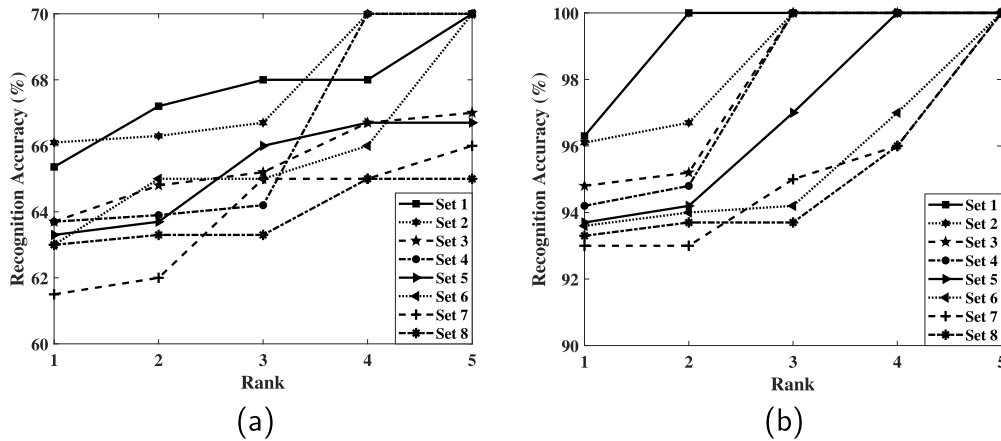 70
68
66
64
62
60
Recognition Accuracy (%)
1 2 3 4 5
Rank
Set 1
Set 2
Set 3
Set 4
Set 5
Set 6
Set 7
Set 8
(a)
100
98
96
94
92
90
Recognition Accuracy (%)
1 2 3 4 5
Rank
Set 1
Set 2
Set 3
Set 4
Set 5
Set 6
Set 7
Set 8
(b)